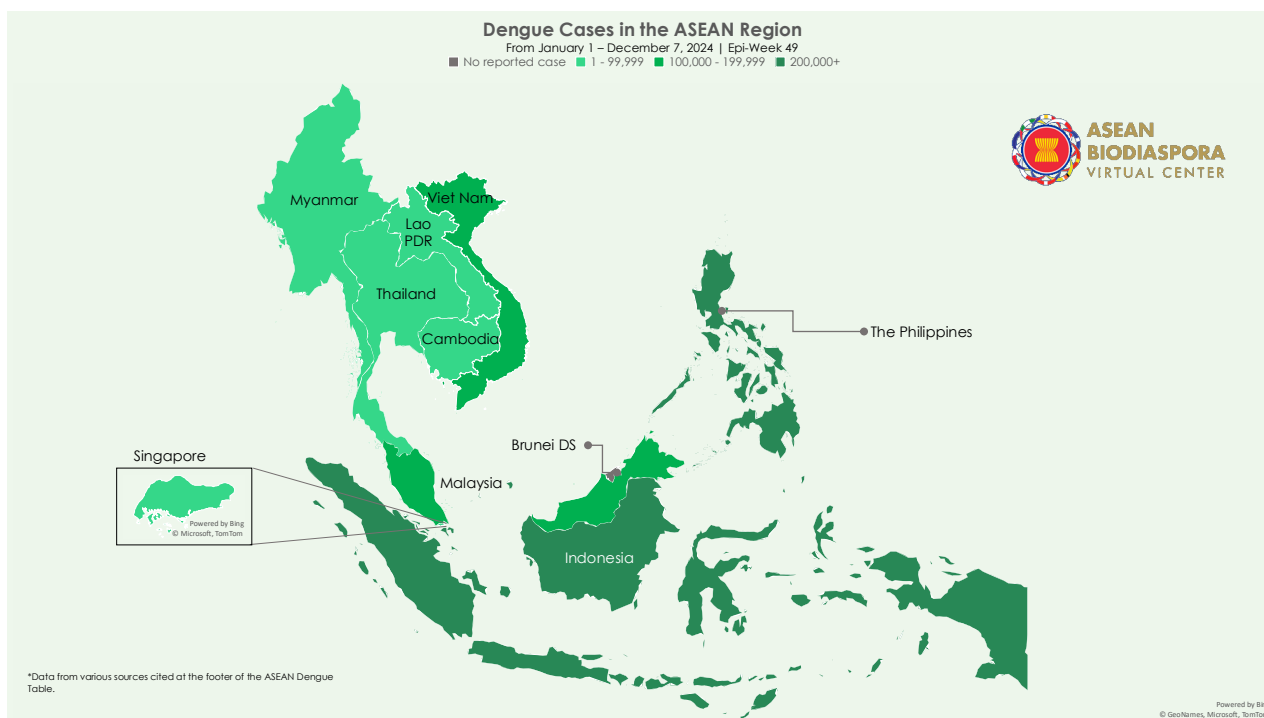 Dengue Cases in the ASEAN Region
From January 1 – December 7, 2024 | Epi-Week 49
No reported case 1 - 99,999 100,000 - 199,999 200,000+
ASEAN
BIODIASPORA
VIRTUAL CENTER
Myanmar
Viet Nam
Lao
PDR
Thailand
Cambodia
The Philippines
Brunei DS
Singapore
Malaysia
Powered by Bing
© Microsoft, TomTom
Indonesia
*Data from various sources cited at the footer of the ASEAN Dengue
Table.
Powered by
© GeoNames, Microsoft,